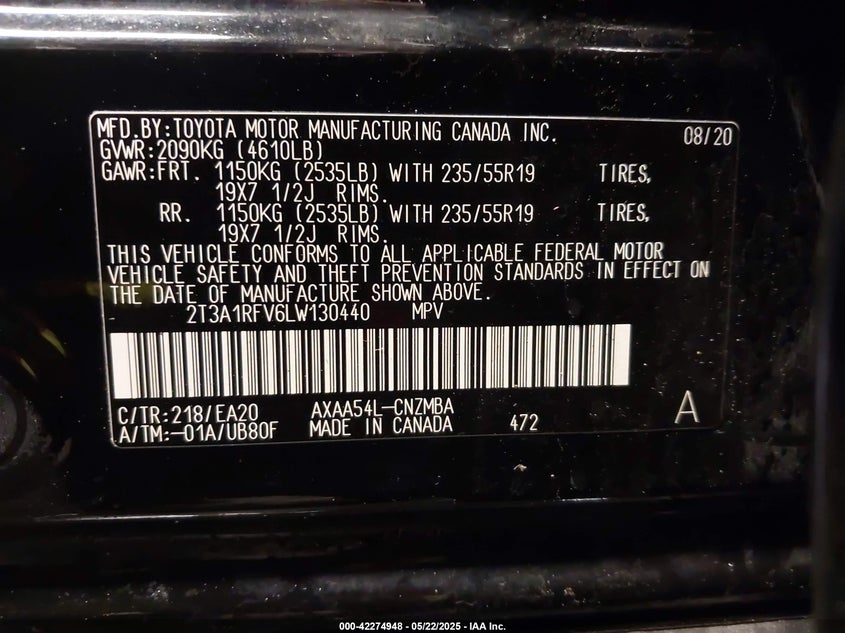 MFD.BY:TOYOTA MOTOR MANUFACTURING CANADA INC. 08/20
GVWR:2090KG (4610LB)
GAWR:FRT. 1150KG (2535LB) WITH 235/55R19 TIRES,
19X7 1/2J RIMS.
RR. 1150KG (2535LB) WITH 235/55R19 TIRES,
19X7 1/2J RIMS.
THIS VEHICLE CONFORMS TO ALL APPLICABLE FEDERAL MOTOR
VEHICLE SAFETY AND THEFT PREVENTION STANDARDS IN EFFECT ON
THE DATE OF MANUFACTURE SHOWN ABOVE.
2T3A1RFV6LW130440 MPV
C/TR:218/EA20 AXAA54L-CNZMBA A
A/TM:-01A/UB80F MADE IN CANADA 472
000-42274948 - 05/22/2025 - IAA Inc.